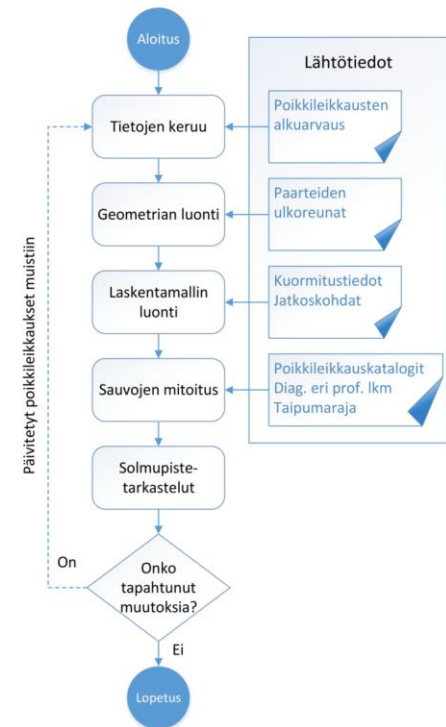 Aloitus
Lähtötiedot
Tietojen keruu
Poikkileikkausten
alkuarvaus
Geometrian luonti
Paarteiden
ulkoreunat
Laskentamallin
luonti
Kuormitustiedot
Jatkoskohdat
Sauvojen mitoitus
Poikkileikkauskatalogit
Diag. eri prof. lkm
Taipumaraja
Solmupiste-
tarkastelut
Päivitetyt poikkileikkaukset muistiin
On
Onko
tapahtunut
muutoksia?
Ei
Lopetus